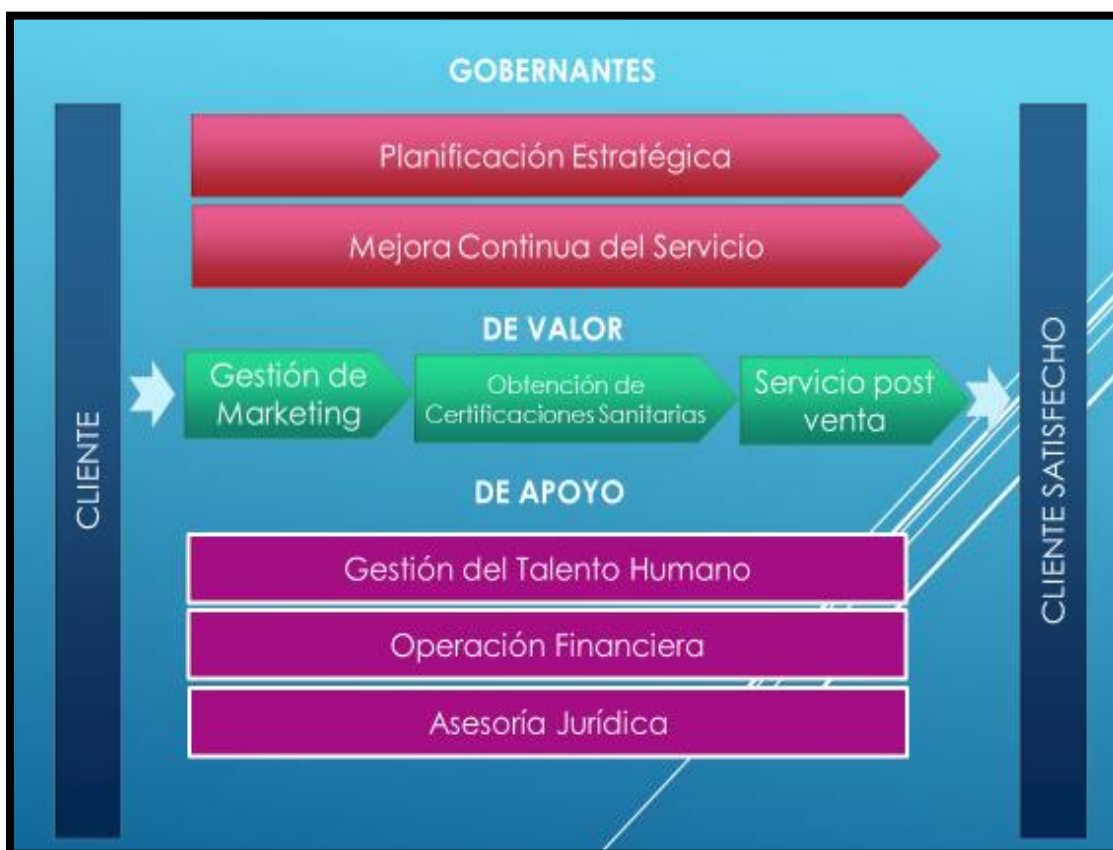 GOBERNANTES
Planificación Estratégica
Mejora Continua del Servicio
DE VALOR
CLIENTE
Gestión de
Marketing
Obtención de
Certificaciones Sanitarias
Servicio post
venta
CLIENTE SATISFECHO
DE APOYO
Gestión del Talento Humano
Operación Financiera
Asesoría Jurídica